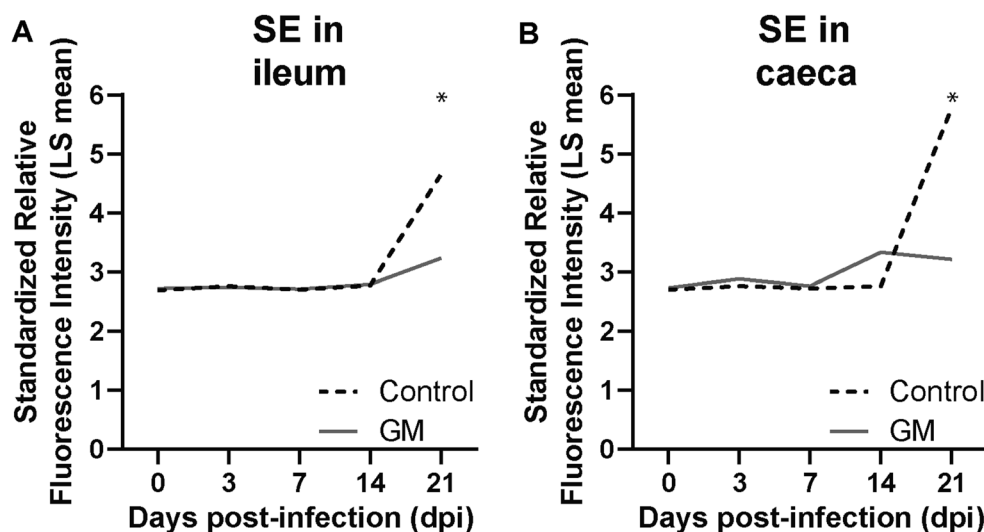 A
SE in
ileum
Standardized Relative
Fluorescence Intensity (LS mean)
6
5
4
3
2
1
0
*
Control
GM
0 3 7 14 21
Days post-infection (dpi)
B
SE in
caeca
Standardized Relative
Fluorescence Intensity (LS mean)
6
5
4
3
2
1
0
*
Control
GM
0 3 7 14 21
Days post-infection (dpi)